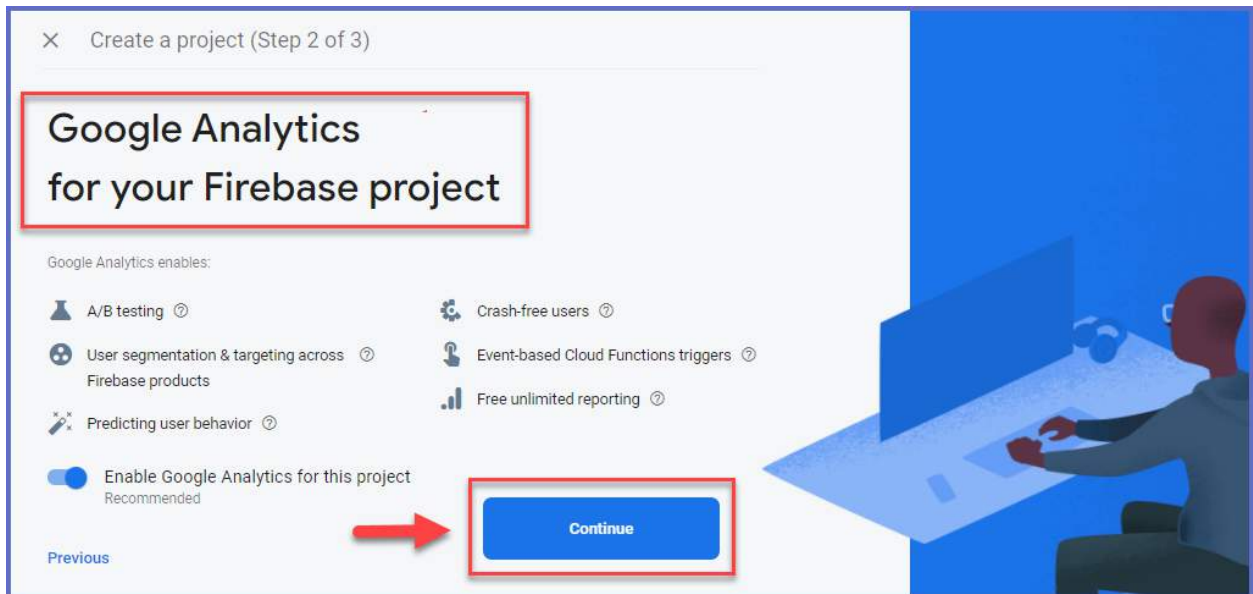 Create a project (Step 2 of 3)
Google Analytics
for your Firebase project
Google Analytics enables:
A/B testing
User segmentation & targeting across
Firebase products
Predicting user behavior
Crash-free users
Event-based Cloud Functions triggers
Free unlimited reporting
Enable Google Analytics for this project
Recommended
Continue
Previous